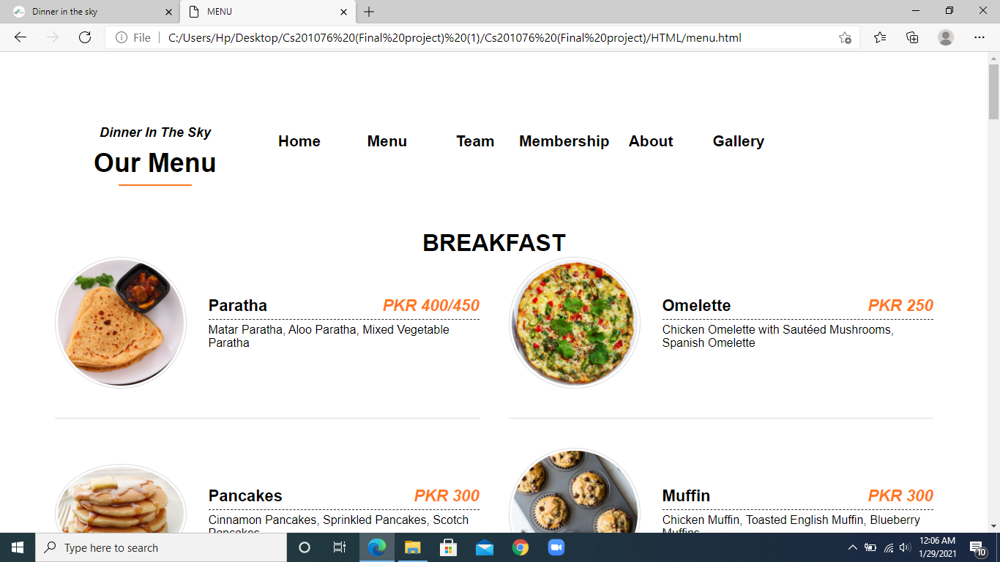 Dinner in the sky
MENU
File
C:/Users/Hp/Desktop/Cs201076%20(Final%20project)%20(1)/Cs201076%20(Final%20project)/HTML/menu.html
Dinner In The Sky
Our Menu
Home Menu Team Membership About Gallery
BREAKFAST
Paratha PKR 400/450
Matar Paratha, Aloo Paratha, Mixed Vegetable
Paratha
Omelette PKR 250
Chicken Omelette with Sautéed Mushrooms,
Spanish Omelette
Pancakes PKR 300
Cinnamon Pancakes, Sprinkled Pancakes, Scotch
Pancakes
Muffin PKR 300
Chicken Muffin, Toasted English Muffin, Blueberry
Muffins
Type here to search
12:06 AM
1/29/2021
10